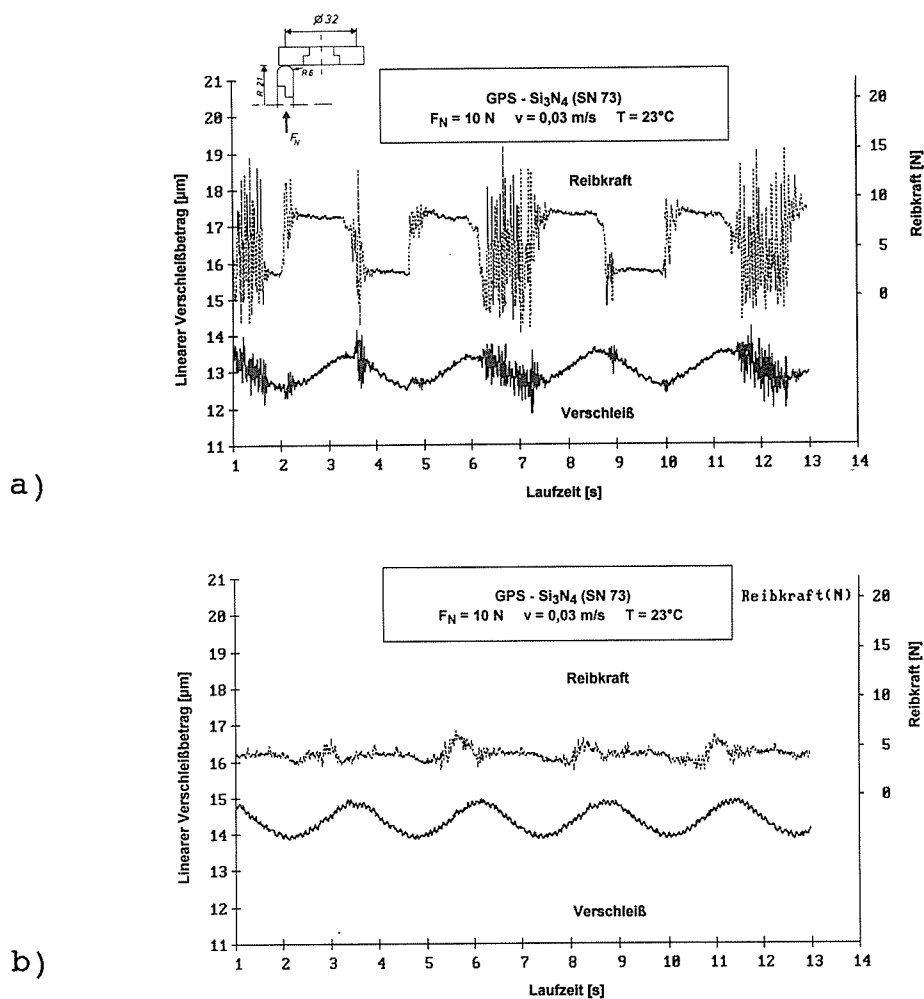 Ø 32
R 21
R 6
F_N
GPS - Si₃N₄ (SN 73)
F_N = 10 N v = 0,03 m/s T = 23°C
Reibkraft
Verschleiß
Linearer Verschleißbetrag [µm]
21
20
19
18
17
16
15
14
13
12
11
Reibkraft [N]
20
15
10
5
0
1 2 3 4 5 6 7 8 9 10 11 12 13 14
Laufzeit [s]
a)
GPS - Si₃N₄ (SN 73)
F_N = 10 N v = 0,03 m/s T = 23°C
Reibkraft(N)
Reibkraft
Verschleiß
Linearer Verschleißbetrag [µm]
21
20
19
18
17
16
15
14
13
12
11
Reibkraft [N]
20
15
10
5
0
1 2 3 4 5 6 7 8 9 10 11 12 13 14
Laufzeit [s]
b)